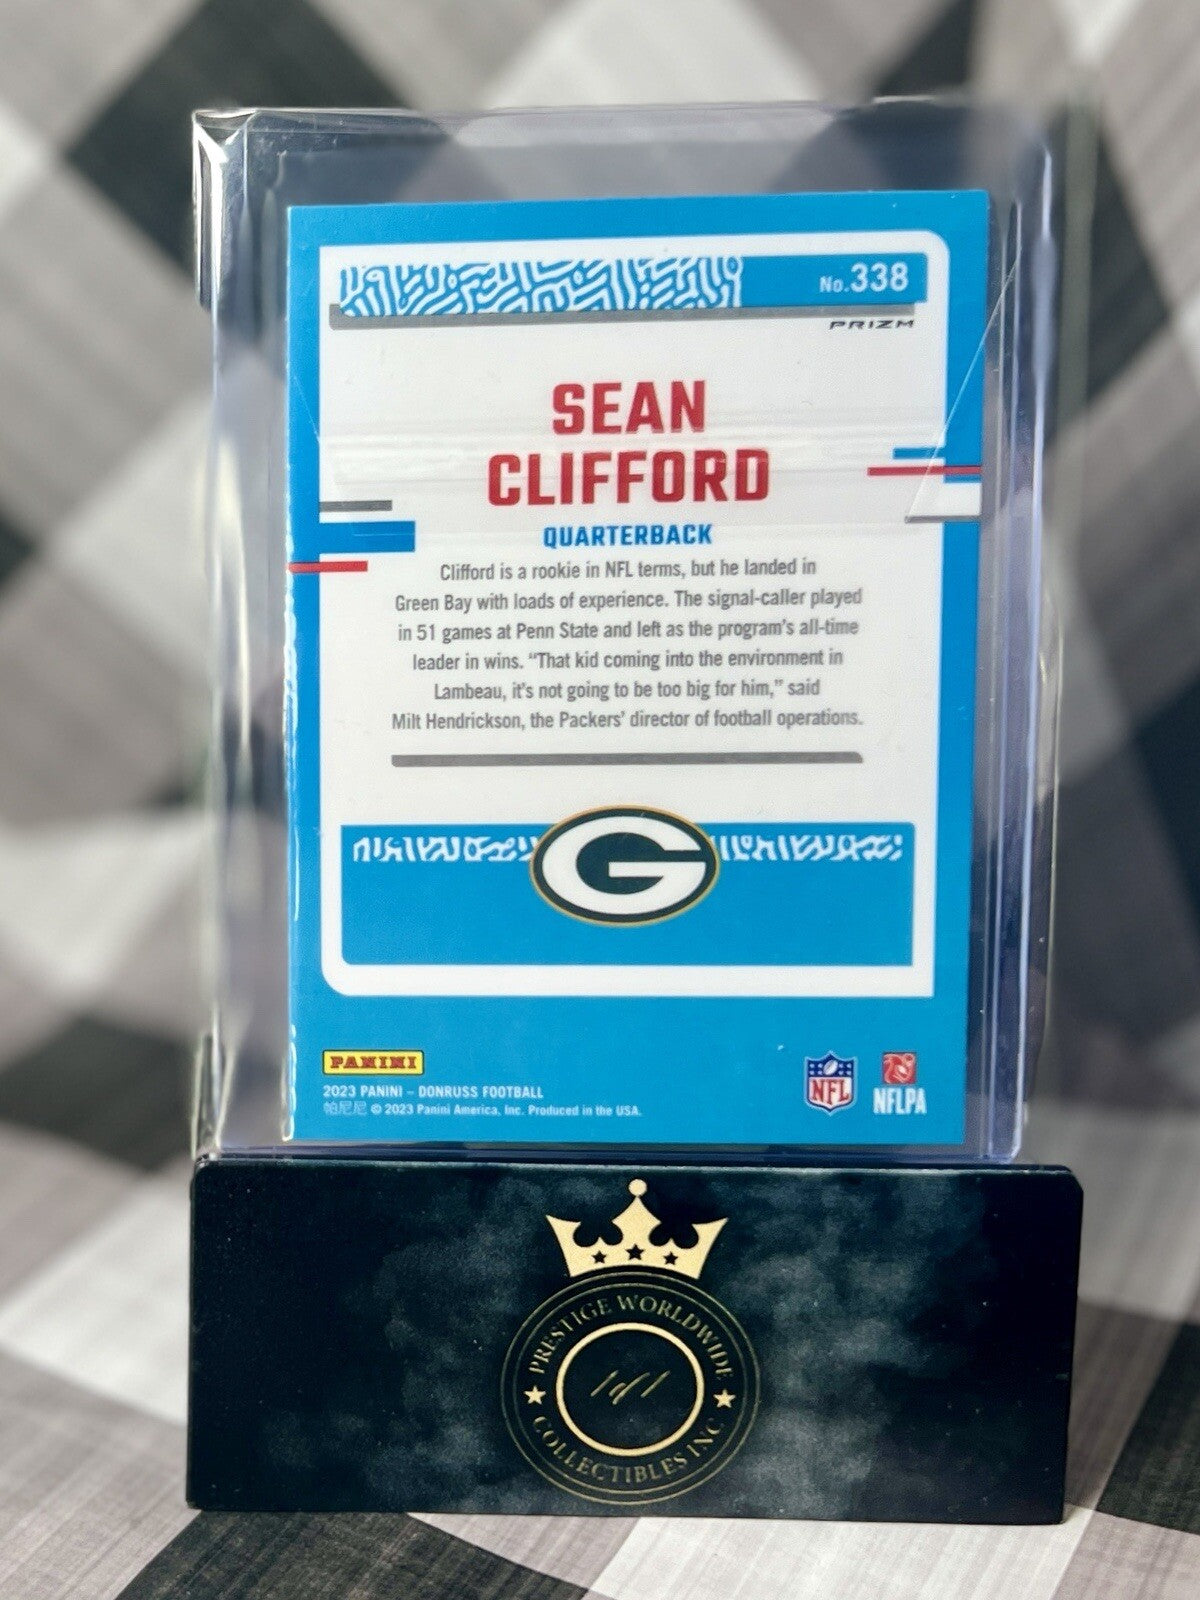 No.338
PRIZM
SEAN
CLIFFORD
QUARTERBACK
Clifford is a rookie in NFL terms, but he landed in
Green Bay with loads of experience. The signal-caller played
in 51 games at Penn State and left as the program's all-time
leader in wins. “That kid coming into the environment in
Lambeau, it's not going to be too big for him,” said
Milt Hendrickson, the Packers' director of football operations.
G
PANINI
2023 PANINI – DONRUSS FOOTBALL
帕尼尼 © 2023 Panini America, Inc. Produced in the USA.
NFL
NFLPA
PRESTIGE WORLDWIDE
1 of 1
COLLECTIBLES INC